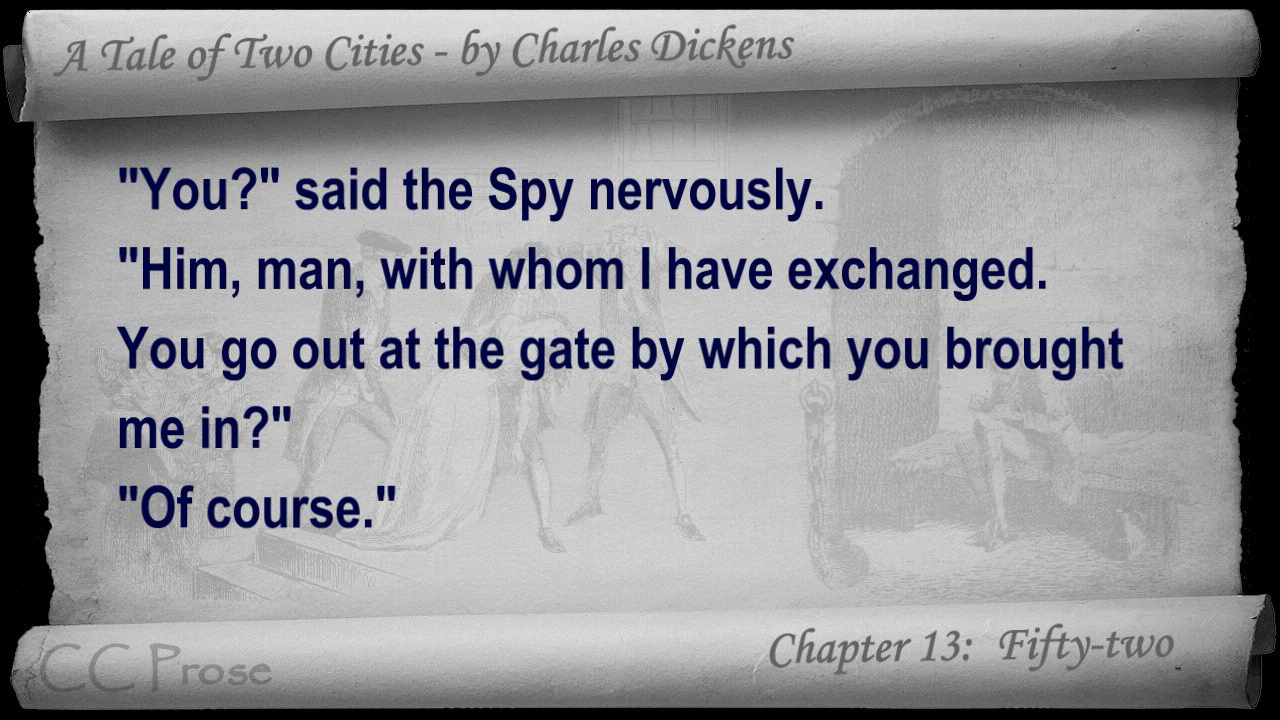 A Tale of Two Cities - by Charles Dickens
"You?" said the Spy nervously.
"Him, man, with whom I have exchanged.
You go out at the gate by which you brought
me in?"
"Of course."
Chapter 13: Fifty-two
CC Prose